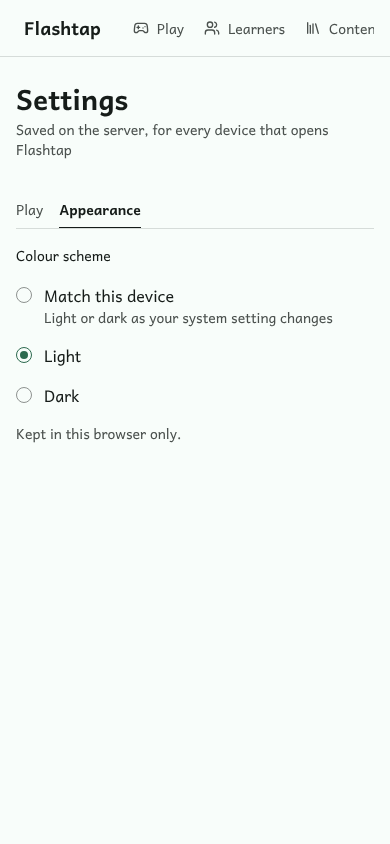 Flashtap Play Learners Conten
Settings
Saved on the server, for every device that opens
Flashtap
Play Appearance
Colour scheme
Match this device
Light or dark as your system setting changes
Light
Dark
Kept in this browser only.